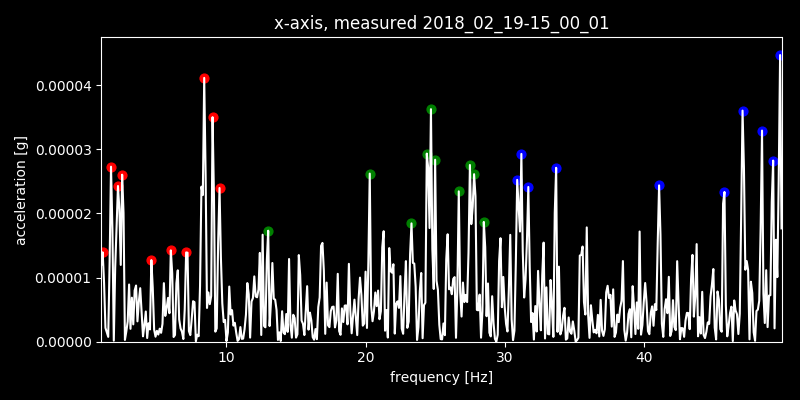 x-axis, measured 2018_02_19-15_00_01
acceleration [g]
0.00004
0.00003
0.00002
0.00001
0.00000
10 20 30 40
frequency [Hz]